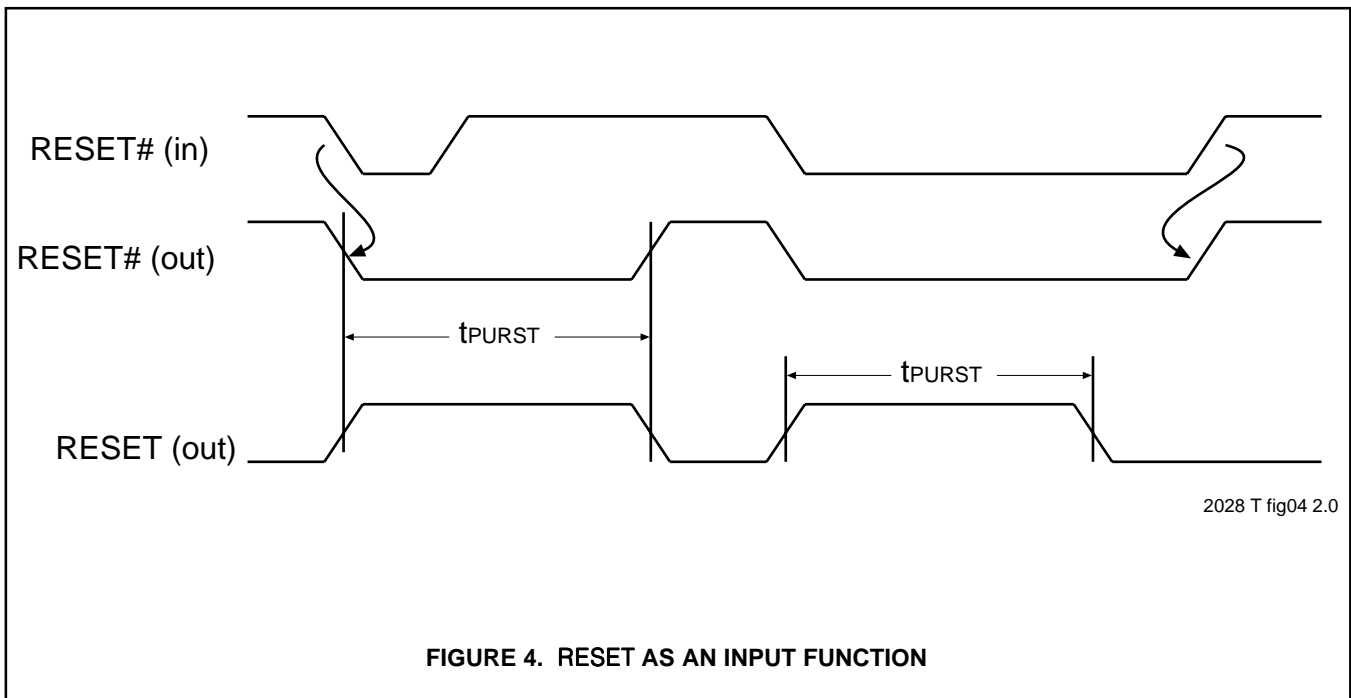 RESET# (in)
RESET# (out)
tPURST
tPURST
RESET (out)
2028 T fig04 2.0
FIGURE 4. RESET AS AN INPUT FUNCTION